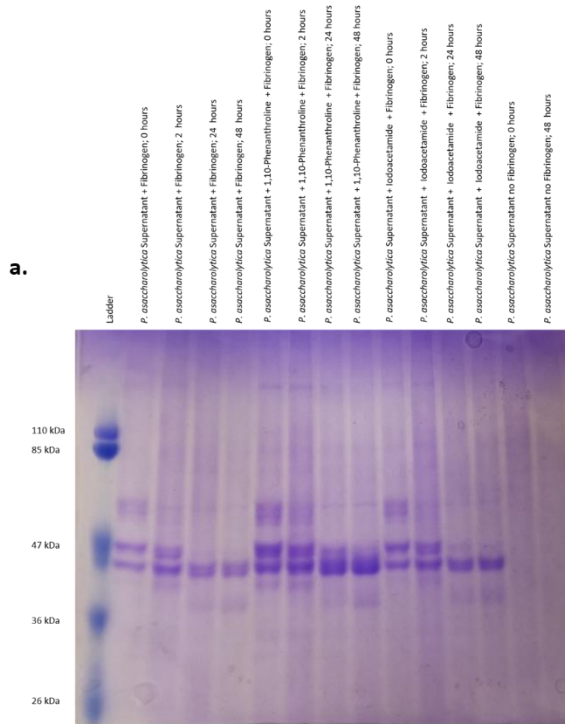 a.
Ladder
P. asaccharolytica Supernatant + Fibrinogen; 0 hours
P. asaccharolytica Supernatant + Fibrinogen; 2 hours
P. asaccharolytica Supernatant + Fibrinogen; 24 hours
P. asaccharolytica Supernatant + Fibrinogen; 48 hours
P. asaccharolytica Supernatant + 1,10-Phenanthroline + Fibrinogen; 0 hours
P. asaccharolytica Supernatant + 1,10-Phenanthroline + Fibrinogen; 2 hours
P. asaccharolytica Supernatant + 1,10-Phenanthroline + Fibrinogen; 24 hours
P. asaccharolytica Supernatant + 1,10-Phenanthroline + Fibrinogen; 48 hours
P. asaccharolytica Supernatant + Iodoacetamide + Fibrinogen; 0 hours
P. asaccharolytica Supernatant + Iodoacetamide + Fibrinogen; 2 hours
P. asaccharolytica Supernatant + Iodoacetamide + Fibrinogen; 24 hours
P. asaccharolytica Supernatant + Iodoacetamide + Fibrinogen; 48 hours
P. asaccharolytica Supernatant no Fibrinogen; 0 hours
P. asaccharolytica Supernatant no Fibrinogen; 48 hours
110 kDa
85 kDa
47 kDa
36 kDa
26 kDa